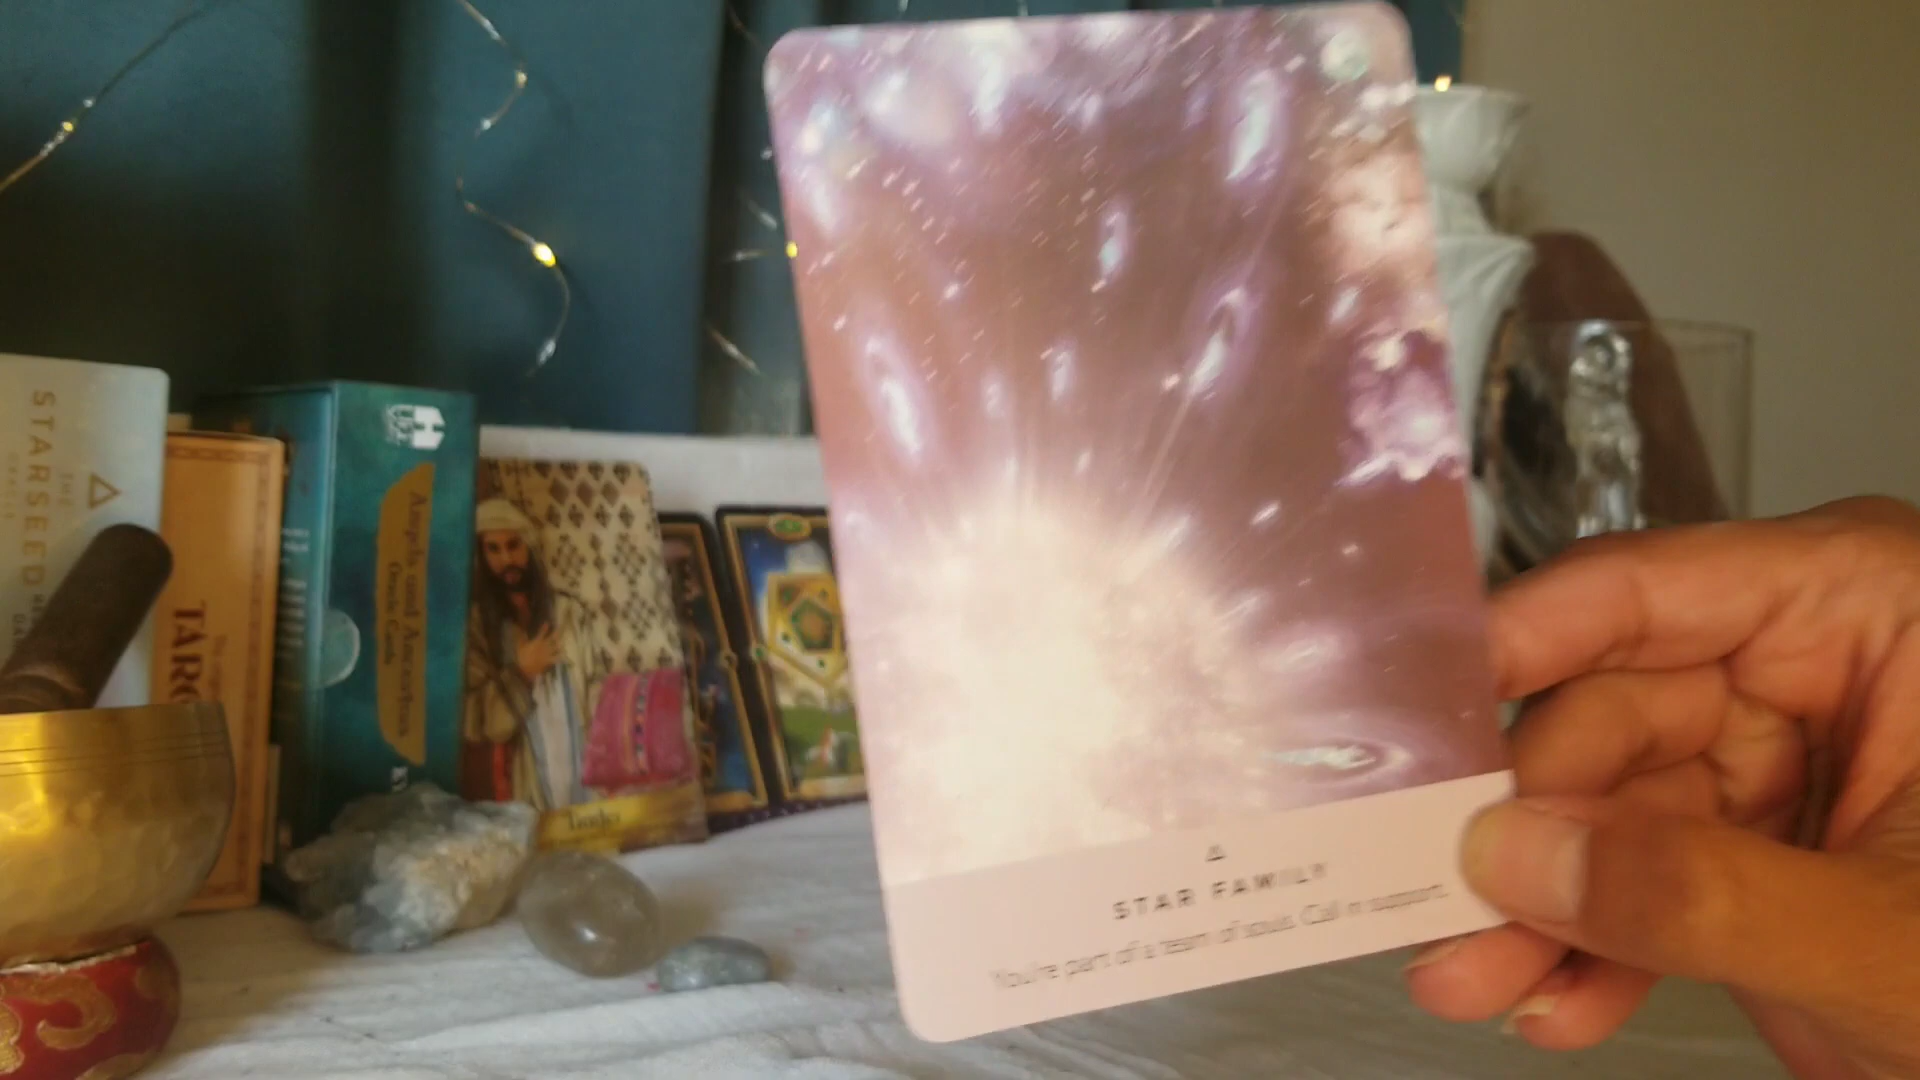 THE
STARSEED
ORACLE
TAROT
Angels and Ancestors
Oracle Cards
STAR FAMILY
You're part of a team of souls. Call in support.